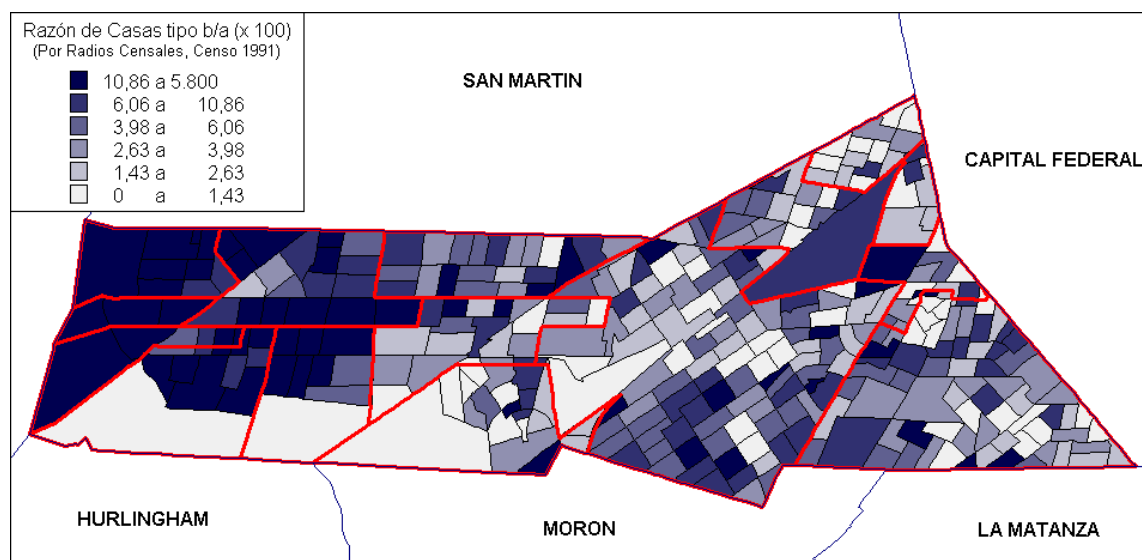 Razón de Casas tipo b/a (x 100)
(Por Radios Censales, Censo 1991)
10,86 a 5.800
6,06 a 10,86
3,98 a 6,06
2,63 a 3,98
1,43 a 2,63
0 a 1,43
SAN MARTIN
CAPITAL FEDERAL
HURLINGHAM
MORON
LA MATANZA